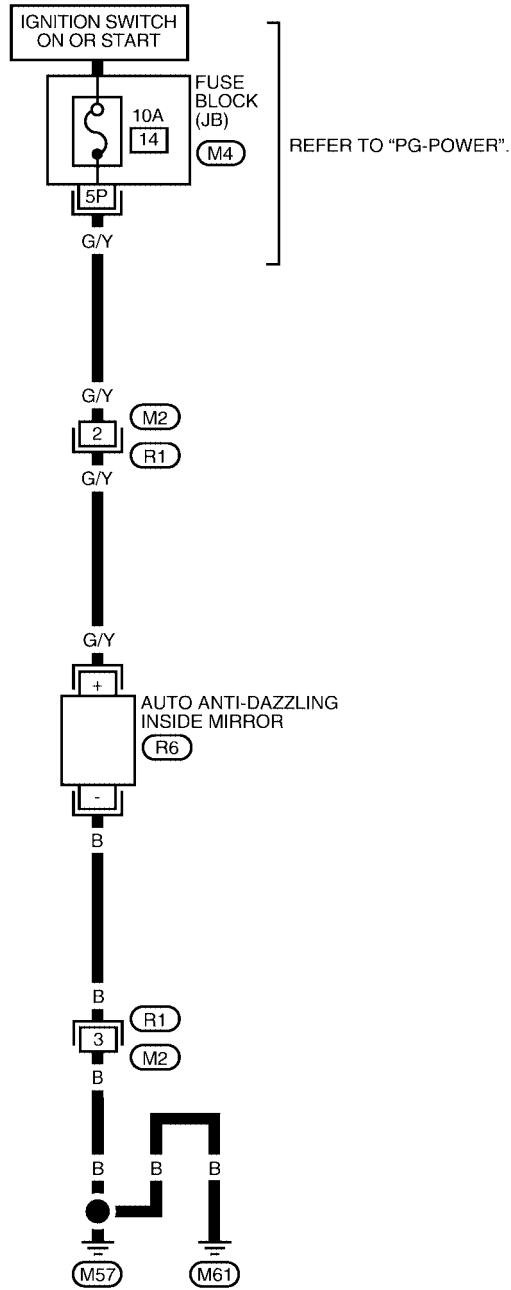 IGNITION SWITCH
ON OR START
FUSE
BLOCK
(JB)
10A
14
M4
REFER TO “PG-POWER”.
5P
G/Y
G/Y
M2
2
R1
G/Y
G/Y
+
AUTO ANTI-DAZZLING
INSIDE MIRROR
R6
-
B
B
R1
3
M2
B
B B B
M57 M61